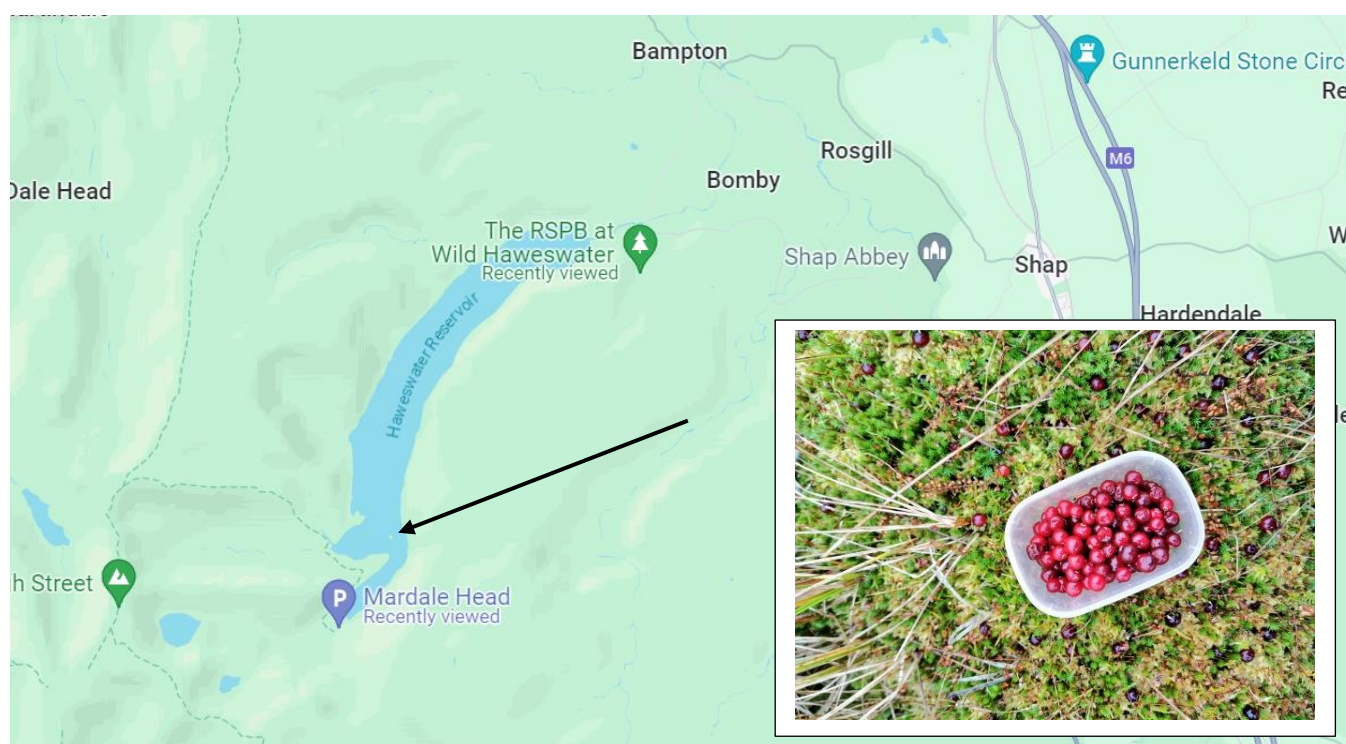 Bampton
Gunnerkeld Stone Circ
Re
M6
Rosgill
Bomby
Dale Head
The RSPB at
Wild Haweswater
Recently viewed
Shap Abbey
Shap
W
Hardendale
Haweswater Reservoir
h Street
P
Mardale Head
Recently viewed